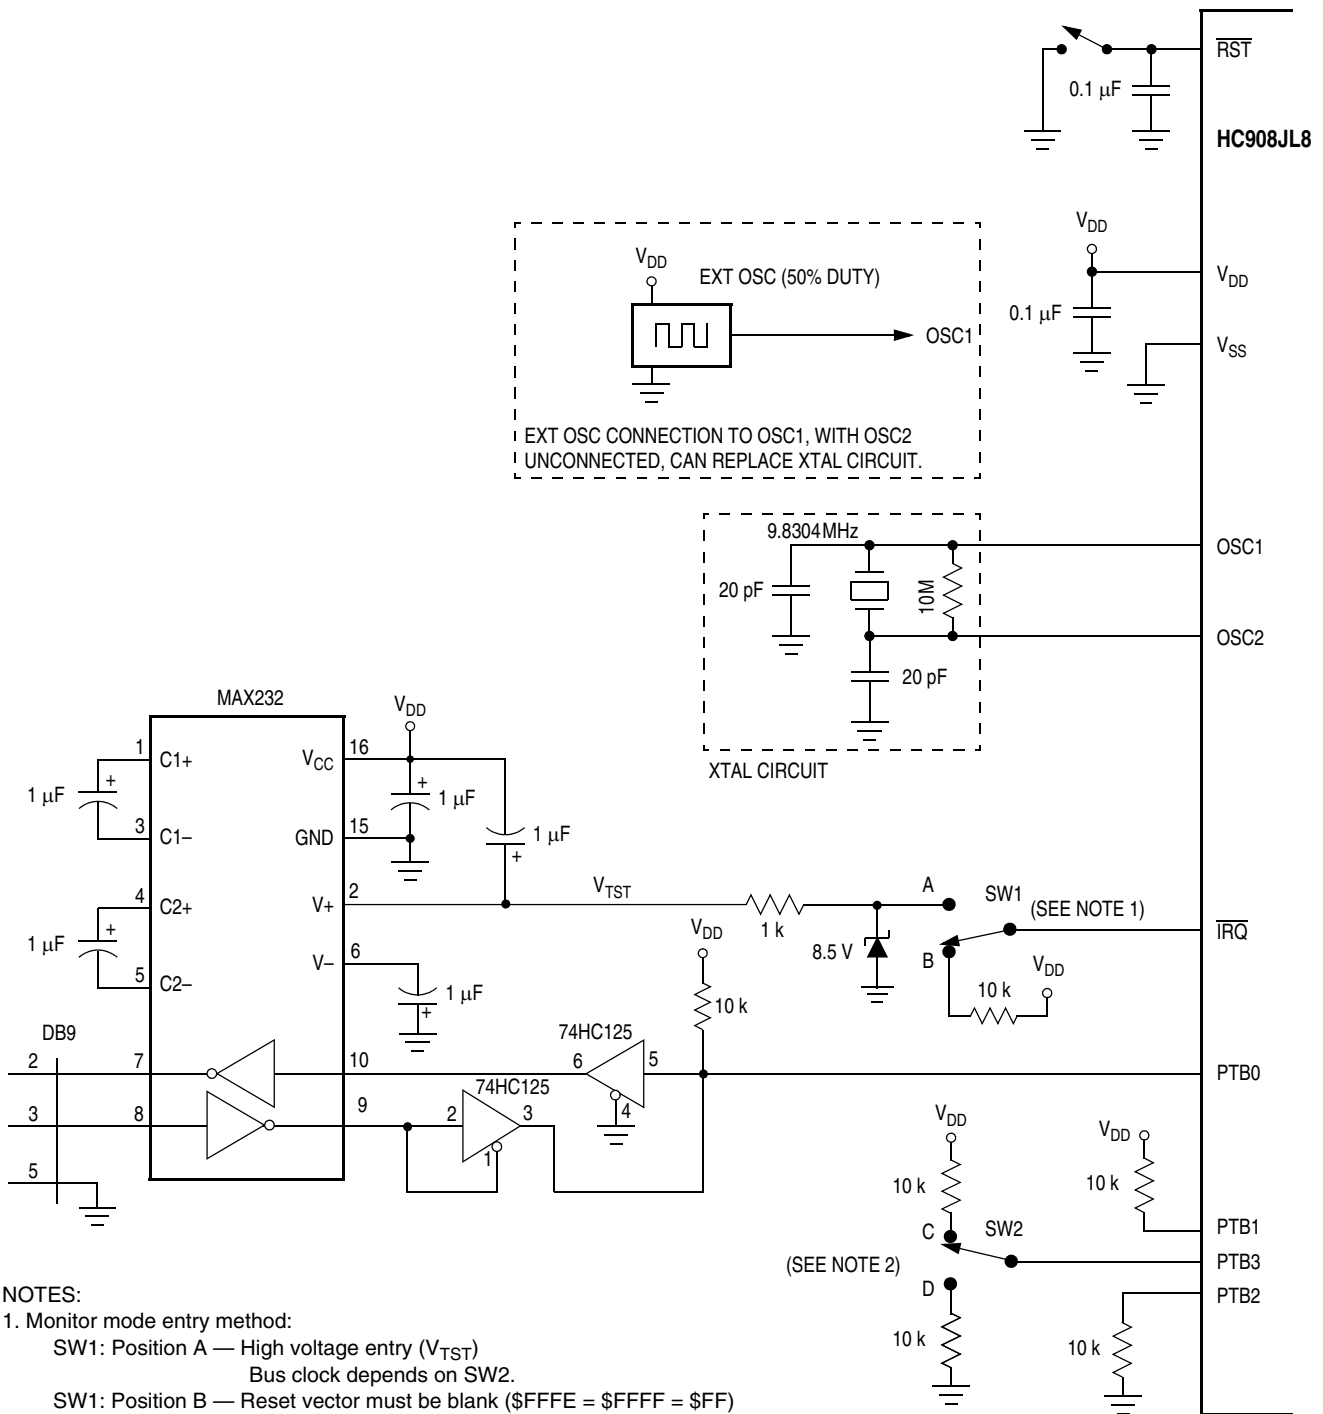 RST
0.1 μF
HC908JL8
VDD
VDD
0.1 μF
VSS
VDD
EXT OSC (50% DUTY)
OSC1
EXT OSC CONNECTION TO OSC1, WITH OSC2
UNCONNECTED, CAN REPLACE XTAL CIRCUIT.
9.8304MHz
OSC1
20 pF
10M
OSC2
20 pF
XTAL CIRCUIT
MAX232
VDD
1
C1+
VCC
16
1 μF
+
+
1 μF
3
C1–
GND
15
1 μF
+
4
C2+
V+
2
VTST
1 k
1 μF
+
5
C2–
V–
6
1 μF
+
8.5 V
A
SW1
(SEE NOTE 1)
IRQ
B
VDD
10 k
VDD
10 k
DB9
2
7
10
74HC125
6
5
4
PTB0
3
8
9
74HC125
2
3
1
5
VDD
10 k
VDD
10 k
C
SW2
PTB1
(SEE NOTE 2)
PTB3
D
PTB2
10 k
10 k
NOTES:
1. Monitor mode entry method:
SW1: Position A — High voltage entry (VTST)
Bus clock depends on SW2.
SW1: Position B — Reset vector must be blank ($FFFE = $FFFF = $FF)